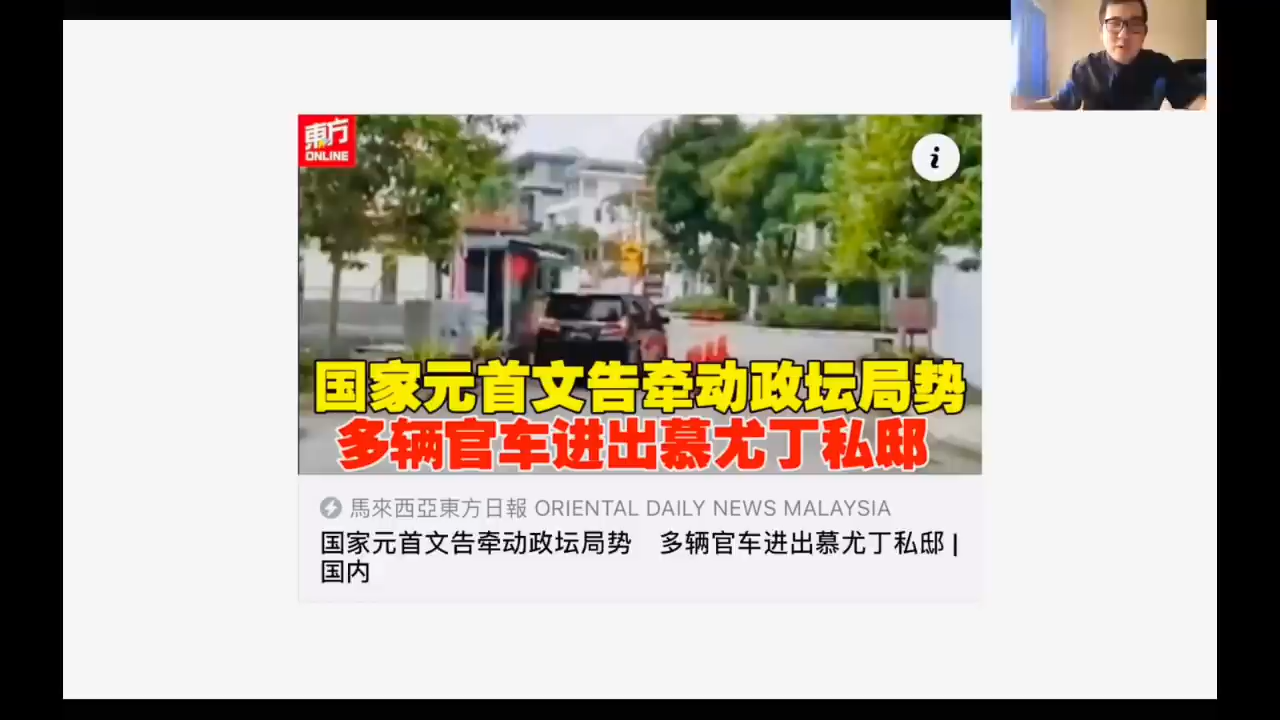 東方
ONLINE
i
国家元首文告牵动政坛局势
多辆官车进出慕尤丁私邸
馬來西亞東方日報 ORIENTAL DAILY NEWS MALAYSIA
国家元首文告牵动政坛局势 多辆官车进出慕尤丁私邸 |
国内